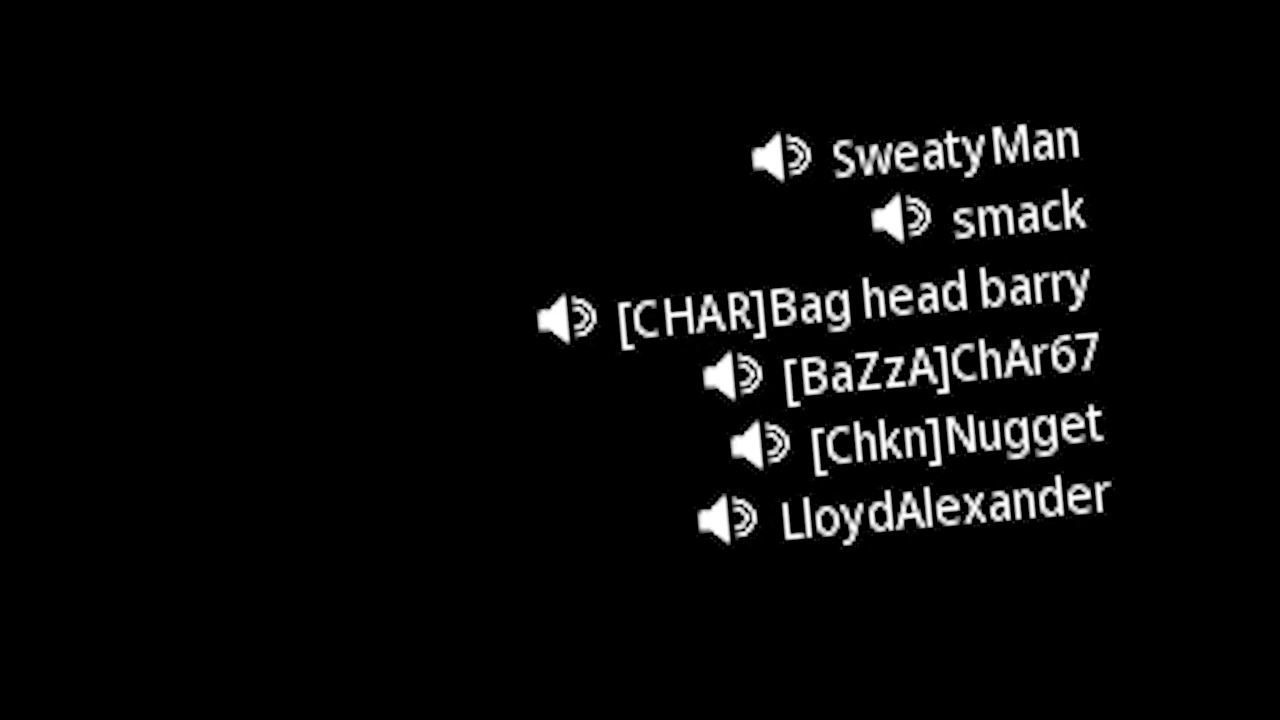 SweatyMan
smack
[CHAR]Bag head barry
[BaZzA]ChAr67
[Chkn]Nugget
LloydAlexander